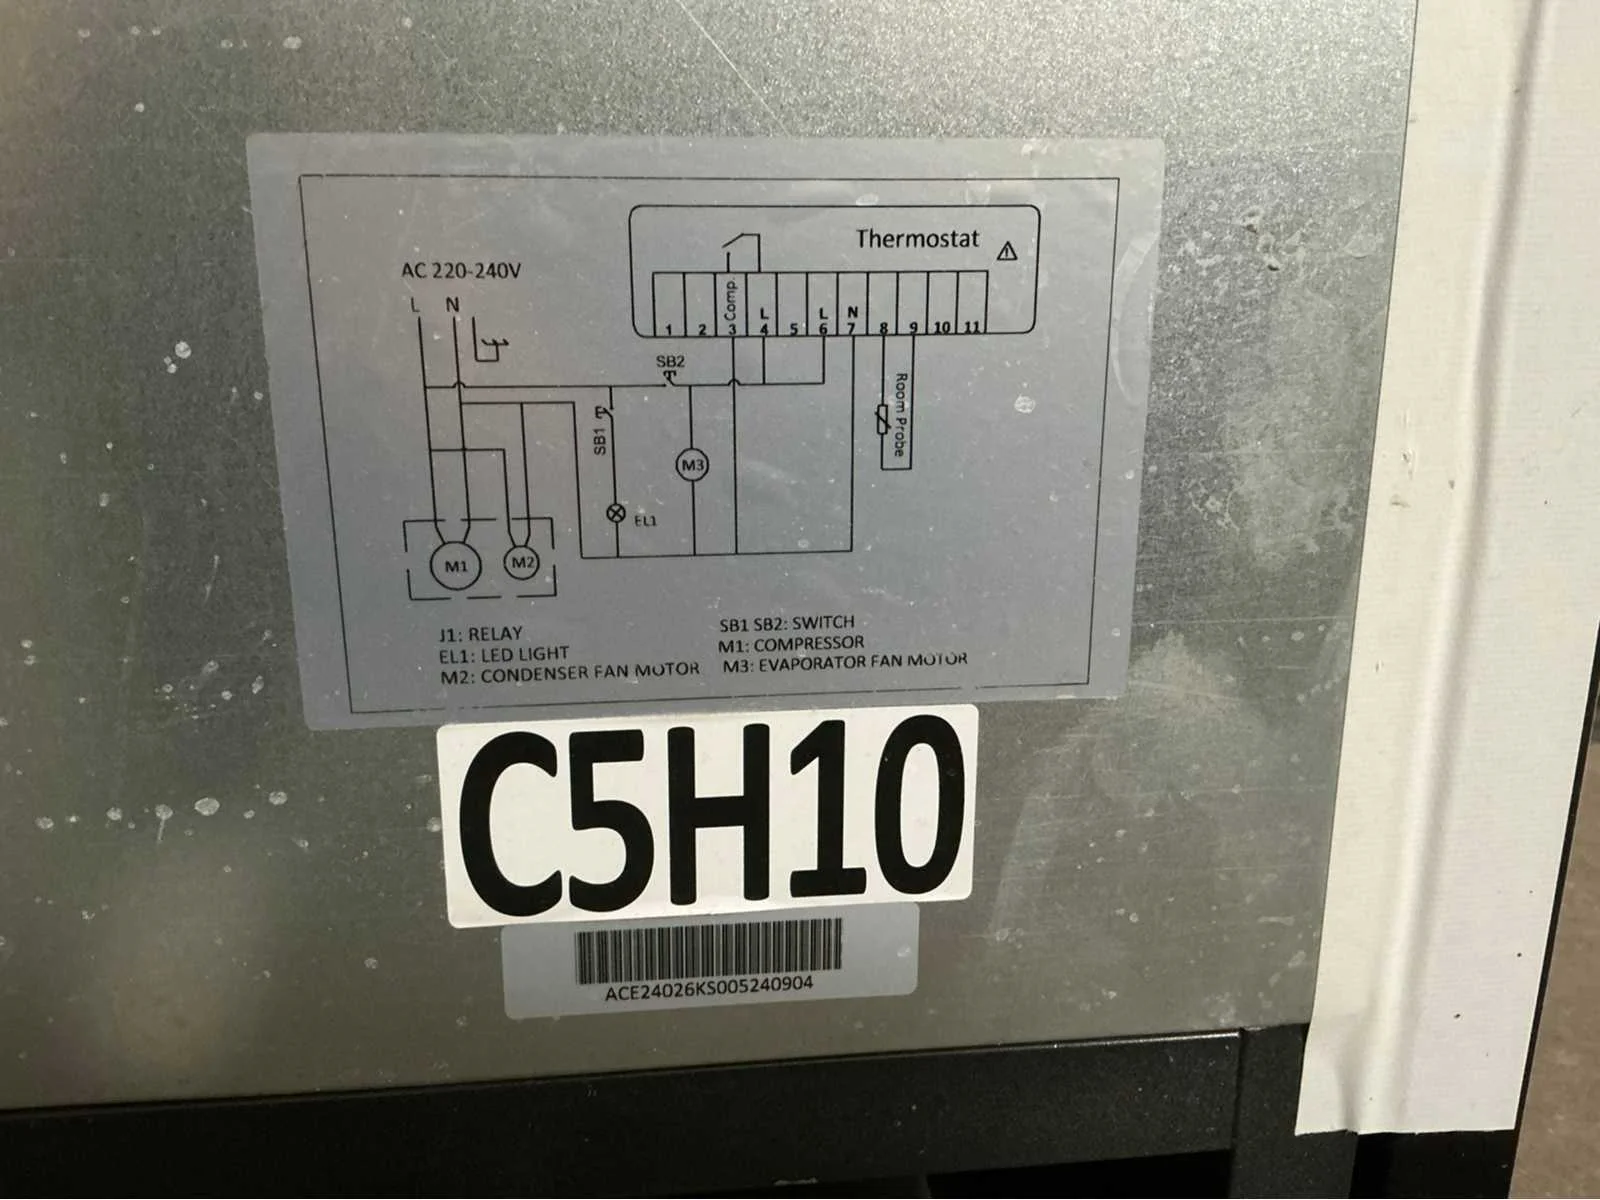 Thermostat
AC 220-240V
L N
Comp.
L L N
1 2 3 4 5 6 7 8 9 10 11
SB2
SB1
Room Probe
M3
EL1
M1 M2
J1: RELAY
EL1: LED LIGHT
M2: CONDENSER FAN MOTOR
SB1 SB2: SWITCH
M1: COMPRESSOR
M3: EVAPORATOR FAN MOTOR
C5H10
ACE24026KS005240904